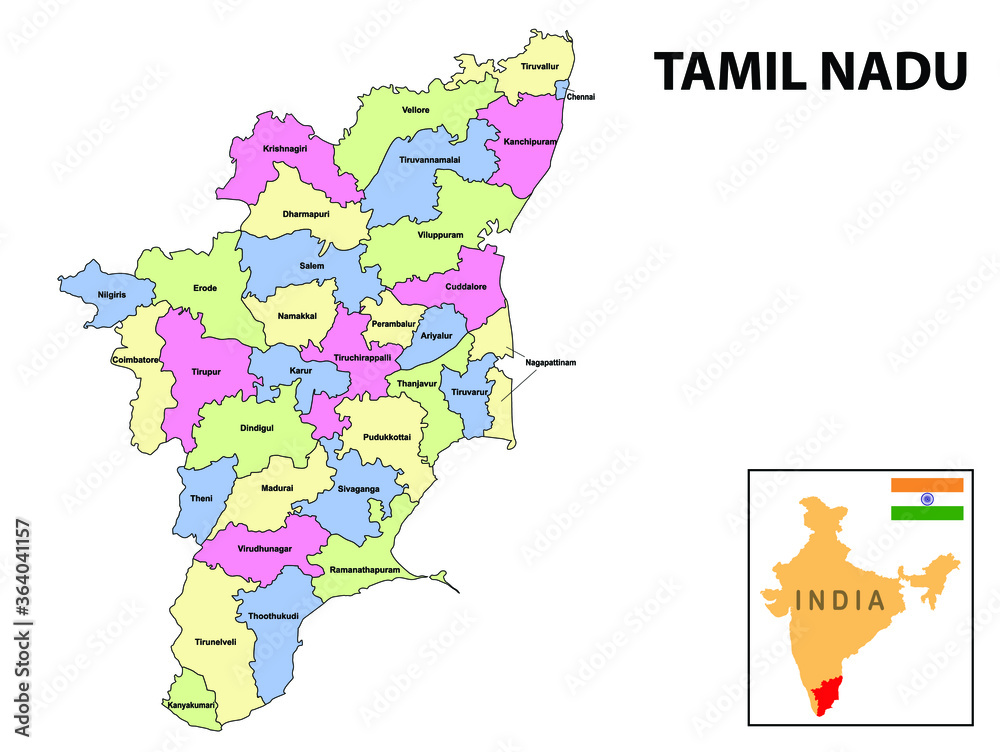 TAMIL NADU
Tiruvallur
Chennai
Vellore
Kanchipuram
Krishnagiri
Tiruvannamalai
Dharmapuri
Viluppuram
Salem
Cuddalore
Nilgiris
Erode
Namakkal
Perambalur
Ariyalur
Coimbatore
Tiruchirappalli
Nagapattinam
Tirupur
Karur
Thanjavur
Tiruvarur
Dindigul
Pudukkottai
Theni
Madurai
Sivaganga
Virudhunagar
Ramanathapuram
Thoothukudi
Tirunelveli
Kanyakumari
INDIA
Adobe Stock | #364041157